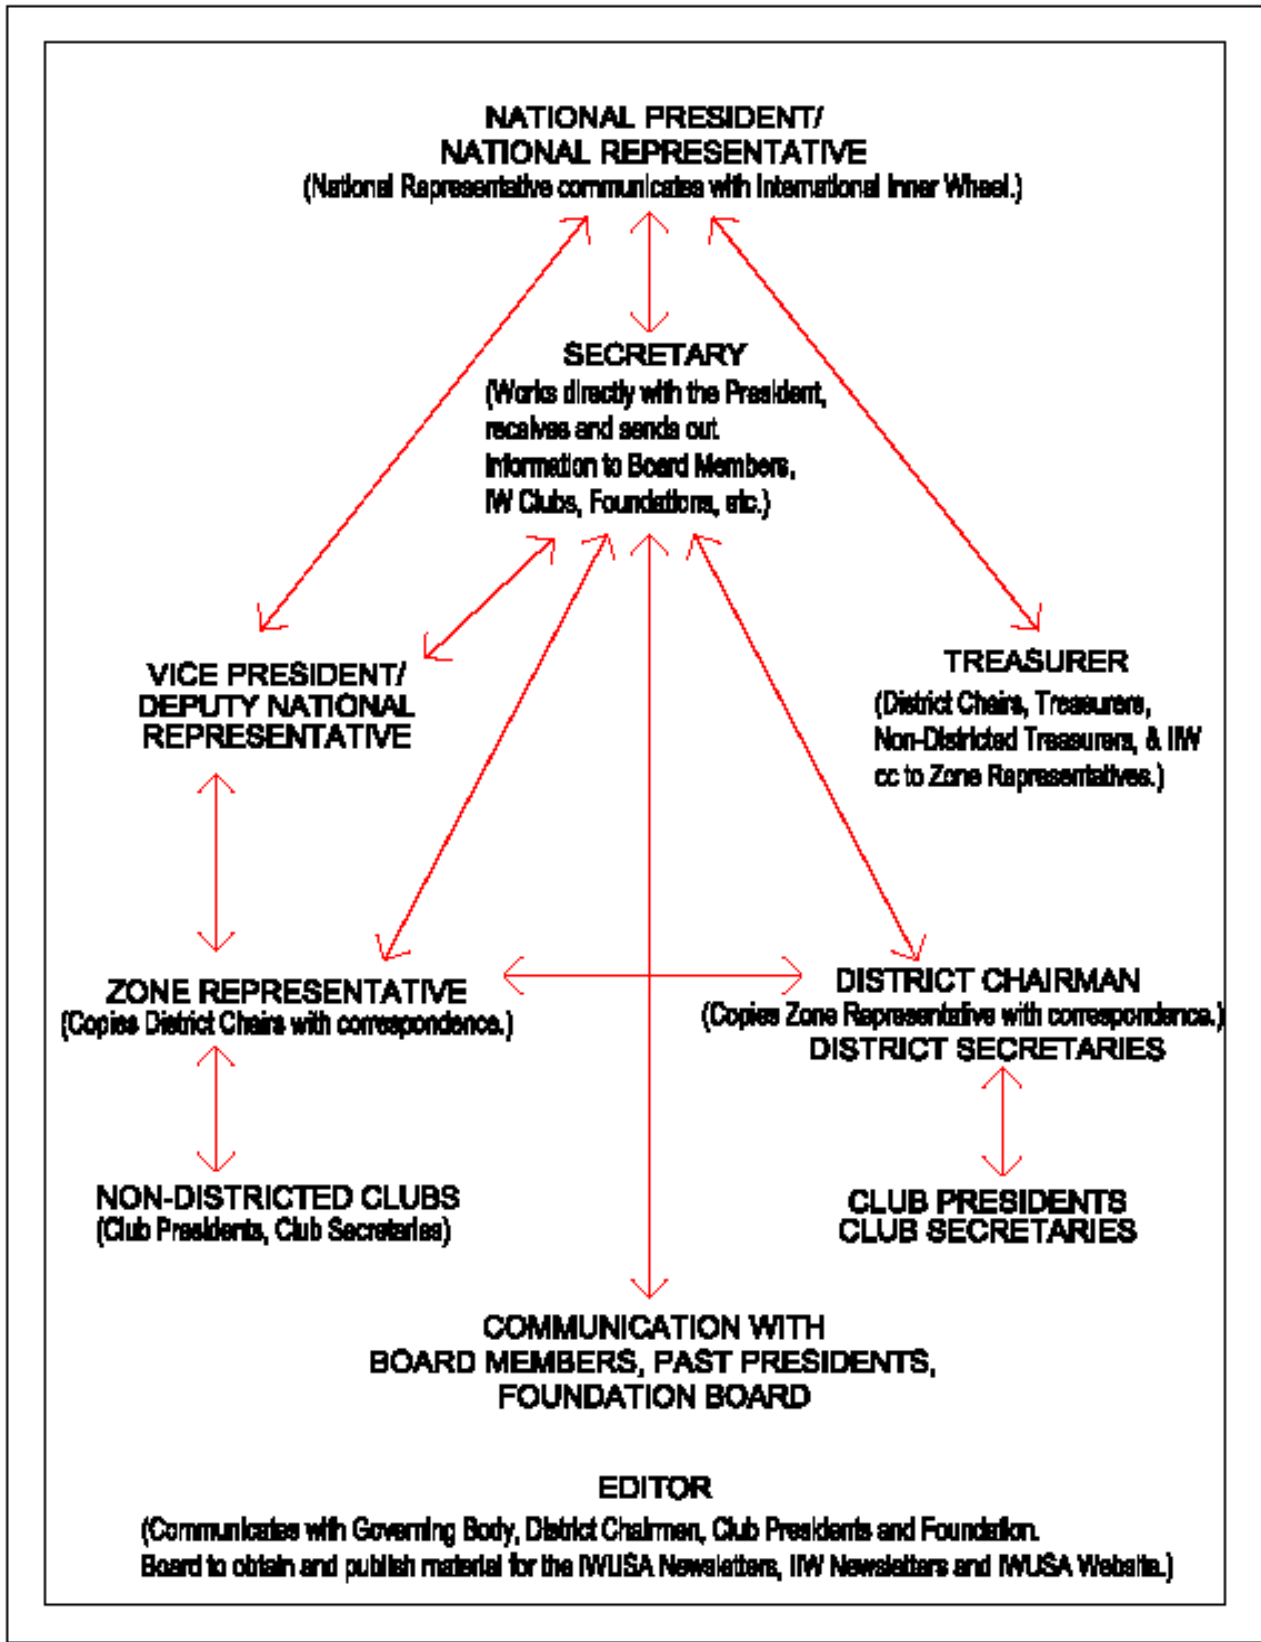 NATIONAL PRESIDENT/
NATIONAL REPRESENTATIVE
(National Representative communicates with International Inner Wheel.)
SECRETARY
(Works directly with the President,
receives and sends out
information to Board Members,
IW Clubs, Foundations, etc.)
VICE PRESIDENT/
DEPUTY NATIONAL
REPRESENTATIVE
TREASURER
(District Chairs, Treasurers,
Non-Districted Treasurers, & IIW
cc to Zone Representatives.)
ZONE REPRESENTATIVE
(Copies District Chairs with correspondence.)
DISTRICT CHAIRMAN
(Copies Zone Representative with correspondence.)
DISTRICT SECRETARIES
NON-DISTRICTED CLUBS
(Club Presidents, Club Secretaries)
CLUB PRESIDENTS
CLUB SECRETARIES
COMMUNICATION WITH
BOARD MEMBERS, PAST PRESIDENTS,
FOUNDATION BOARD
EDITOR
(Communicates with Governing Body, District Chairmen, Club Presidents and Foundation.
Board to obtain and publish material for the IWUSA Newsletters, IIW Newsletters and IWUSA Website.)